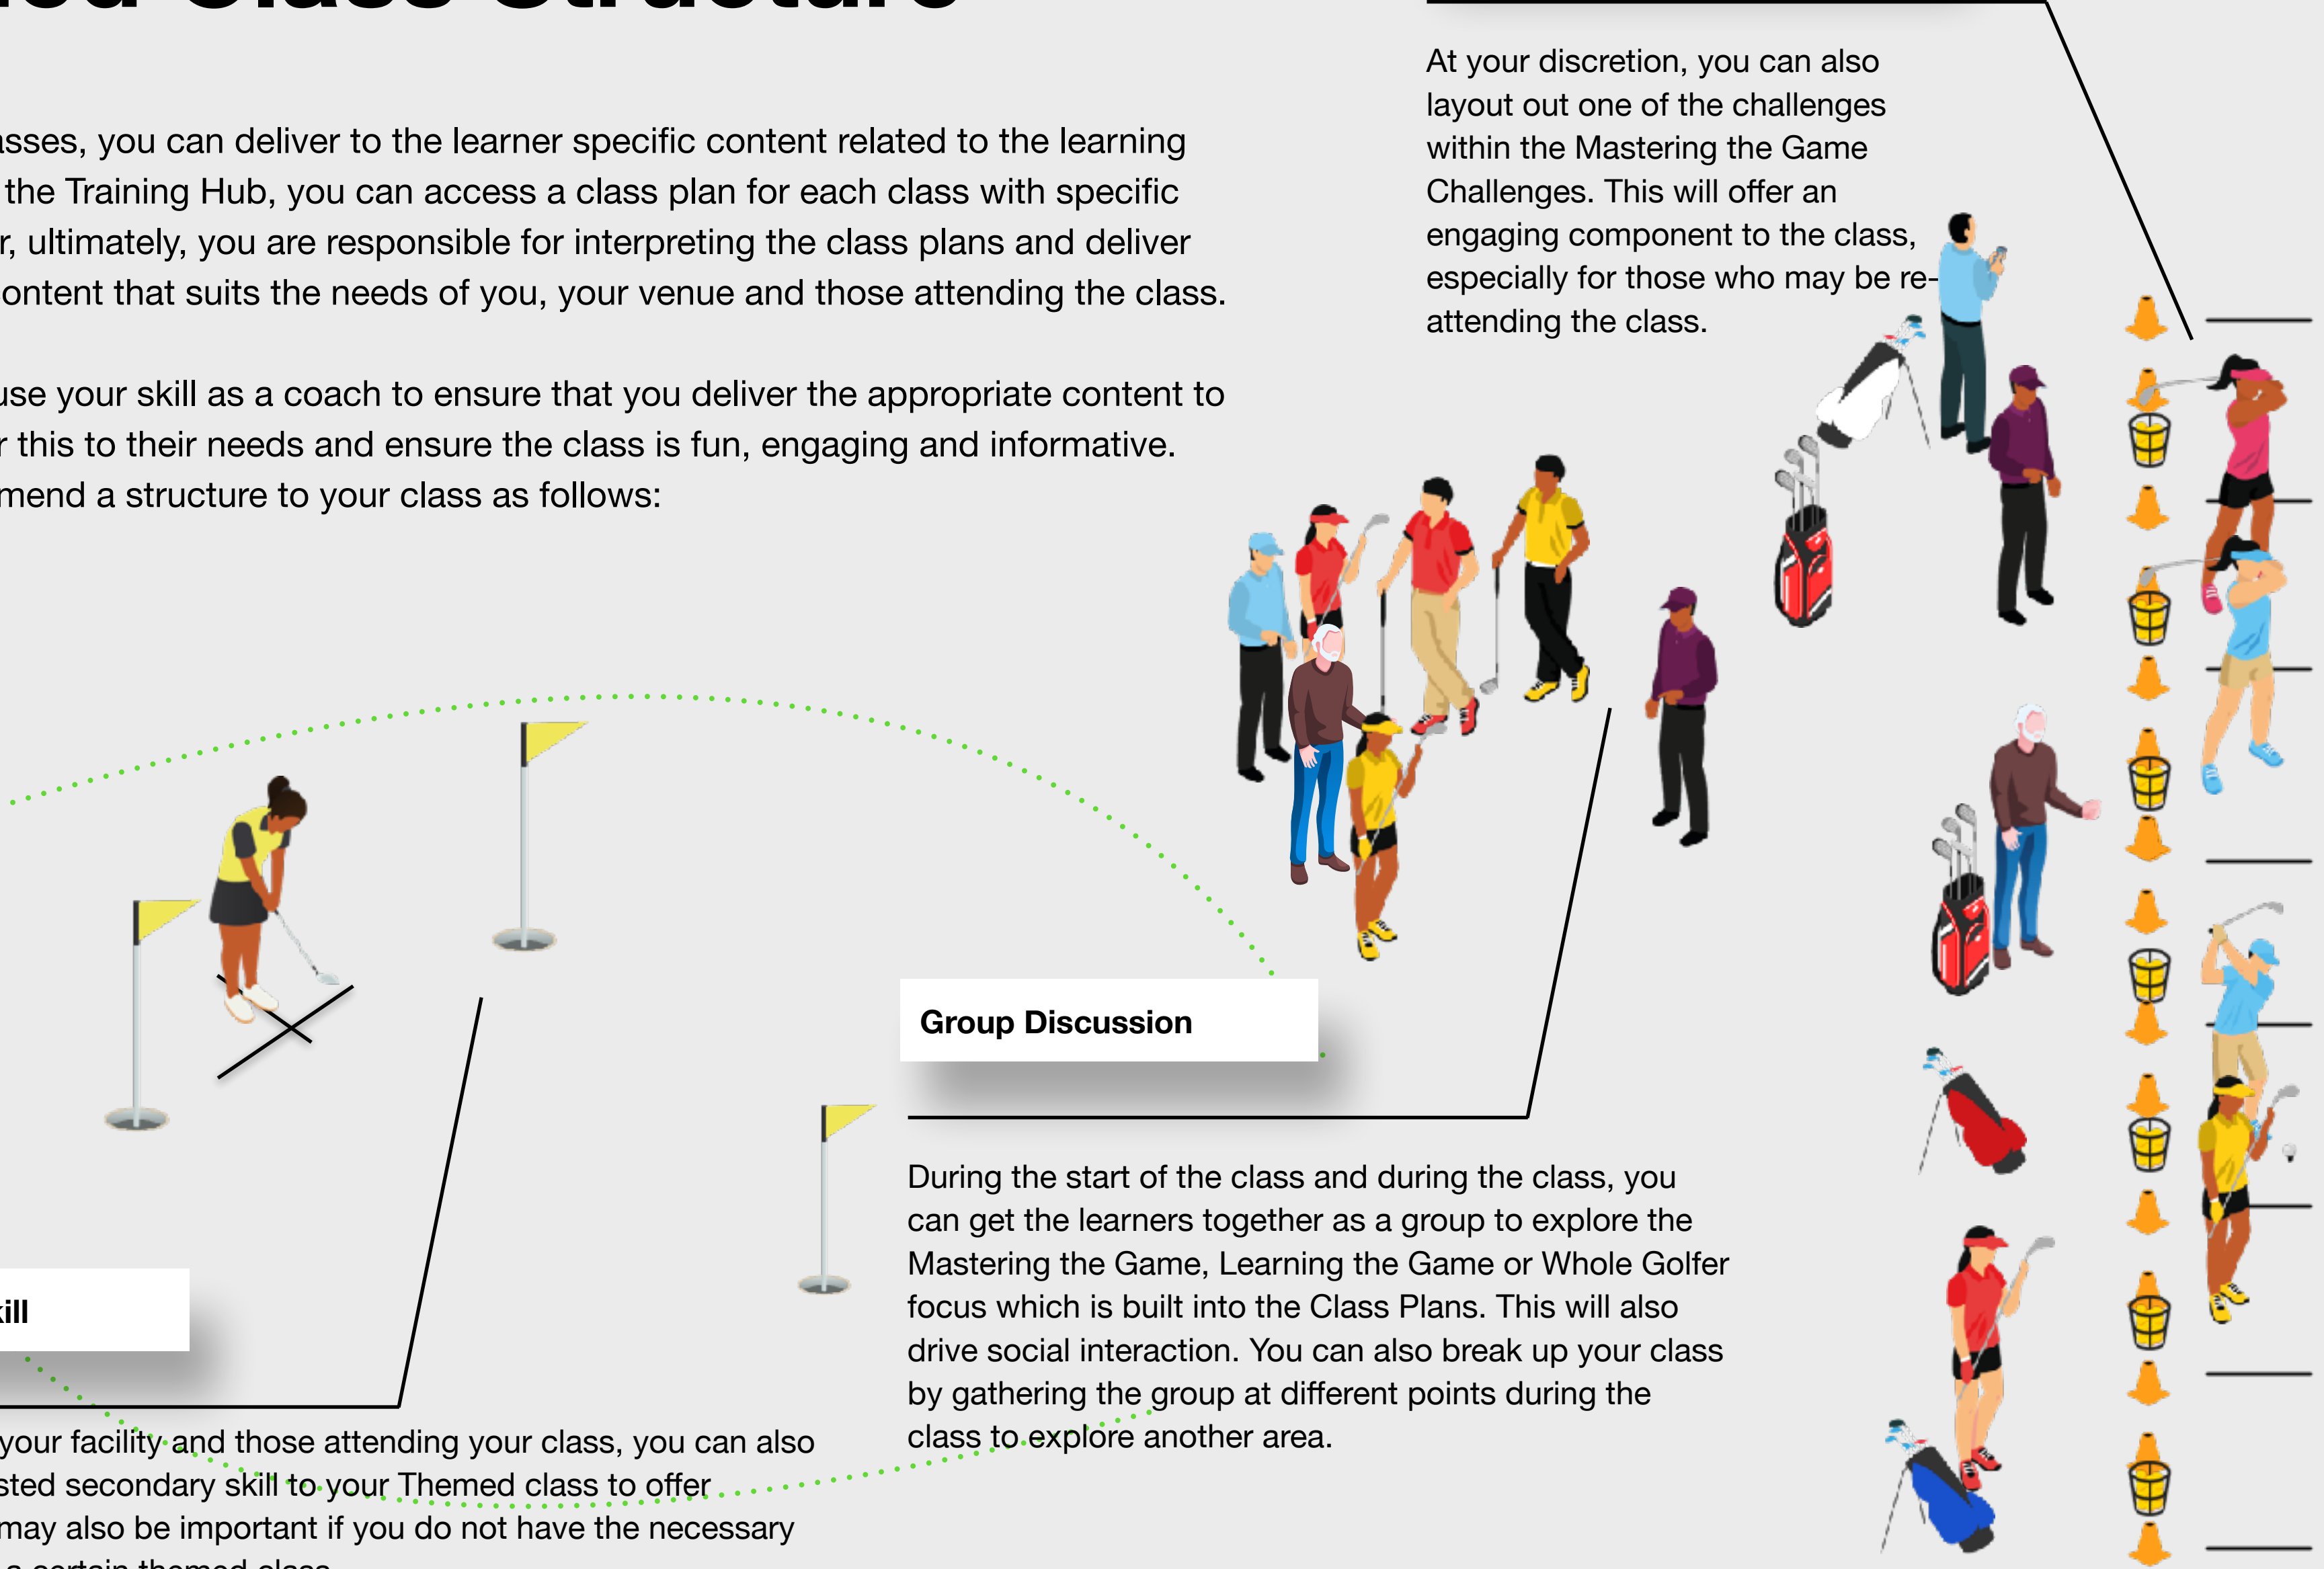 Class Structure
asses, you can deliver to the learner specific content related to the learning
the Training Hub, you can access a class plan for each class with specific
r, ultimately, you are responsible for interpreting the class plans and deliver
ontent that suits the needs of you, your venue and those attending the class.
use your skill as a coach to ensure that you deliver the appropriate content to
r this to their needs and ensure the class is fun, engaging and informative.
mend a structure to your class as follows:
At your discretion, you can also
layout out one of the challenges
within the Mastering the Game
Challenges. This will offer an
engaging component to the class,
especially for those who may be re-
attending the class.
Group Discussion
During the start of the class and during the class, you
can get the learners together as a group to explore the
Mastering the Game, Learning the Game or Whole Golfer
focus which is built into the Class Plans. This will also
drive social interaction. You can also break up your class
by gathering the group at different points during the
class to explore another area.
kill
your facility and those attending your class, you can also
sted secondary skill to your Themed class to offer
may also be important if you do not have the necessary
a certain themed class